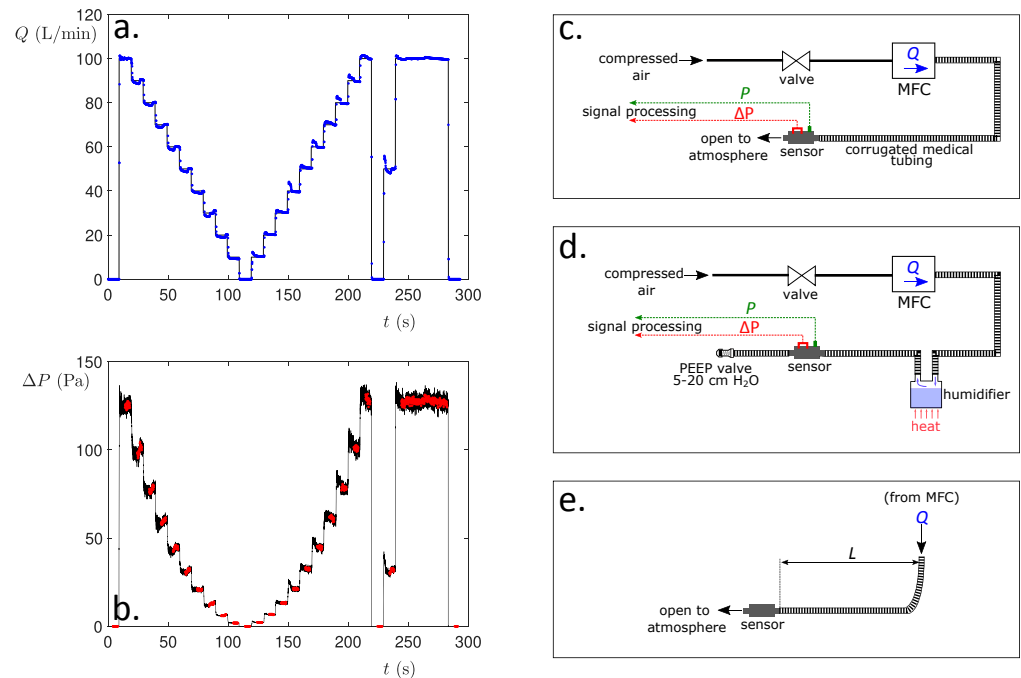 a.
Q (L/min)
120
100
80
60
40
20
0
0 50 100 150 200 250 300
t (s)
ΔP (Pa)
150
100
50
0
b.
0 50 100 150 200 250 300
t (s)
c.
compressed
air
valve
Q
MFC
P
ΔP
signal processing
open to
atmosphere
sensor
corrugated medical
tubing
d.
compressed
air
valve
Q
MFC
P
ΔP
signal processing
PEEP valve
5-20 cm H₂O
sensor
humidifier
heat
e.
(from MFC)
Q
L
open to
atmosphere
sensor